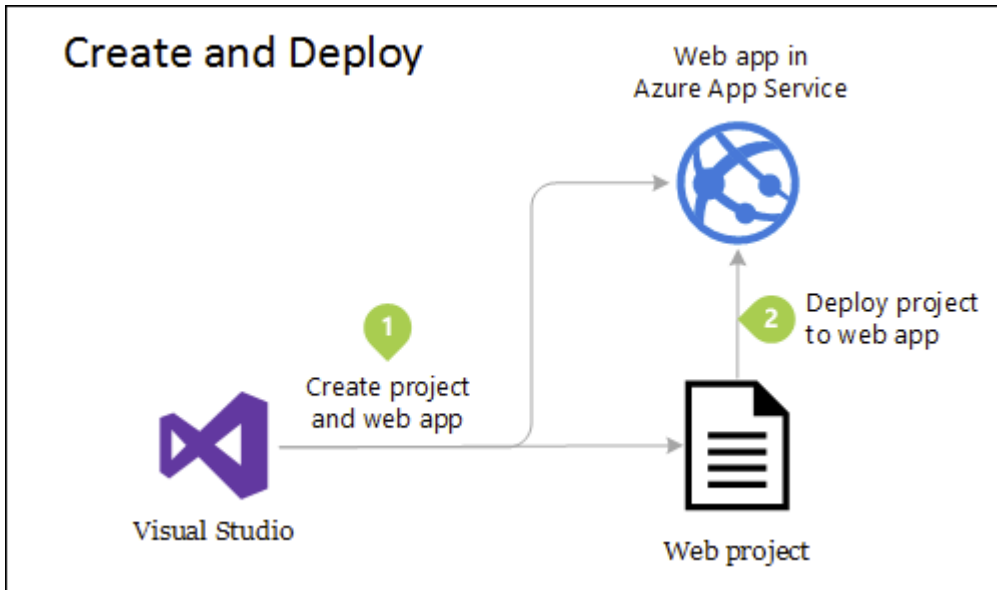 Create and Deploy
Web app in
Azure App Service
1
Create project
and web app
2
Deploy project
to web app
Visual Studio
Web project